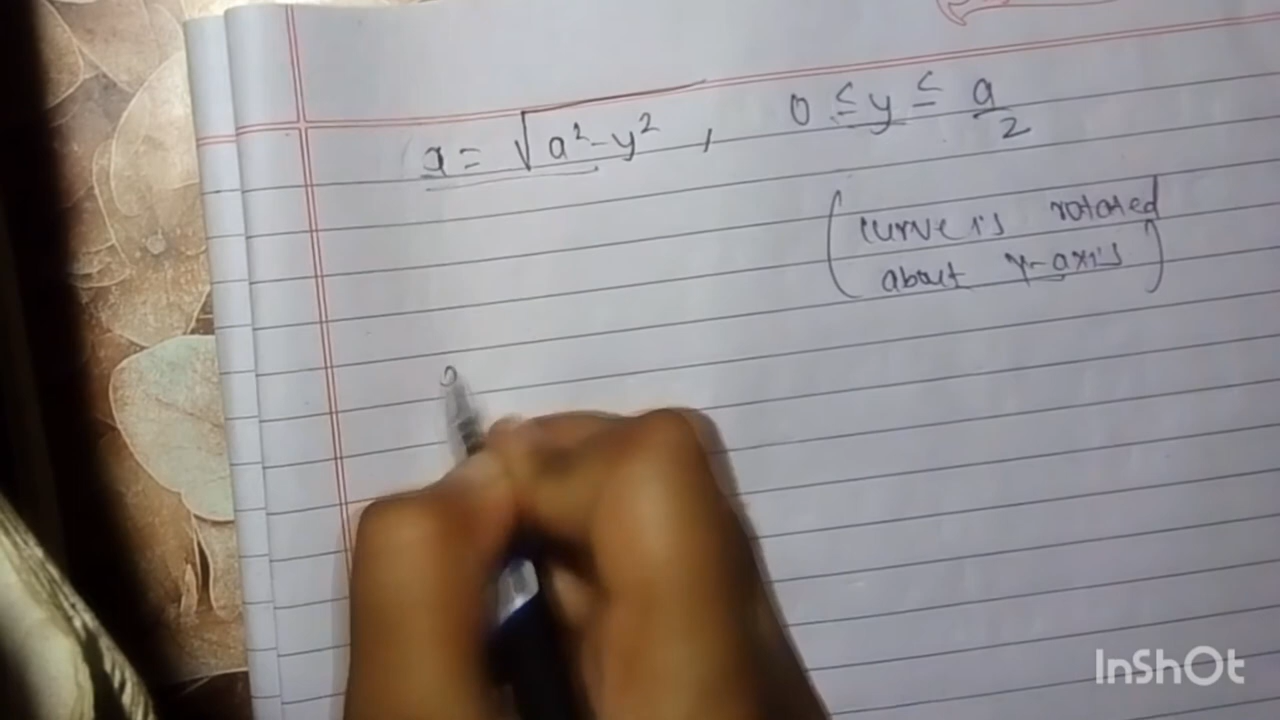 x = √a² - y² , 0 ≤ y ≤ a/2
(curve is rotated
about y-axis)
InShOt